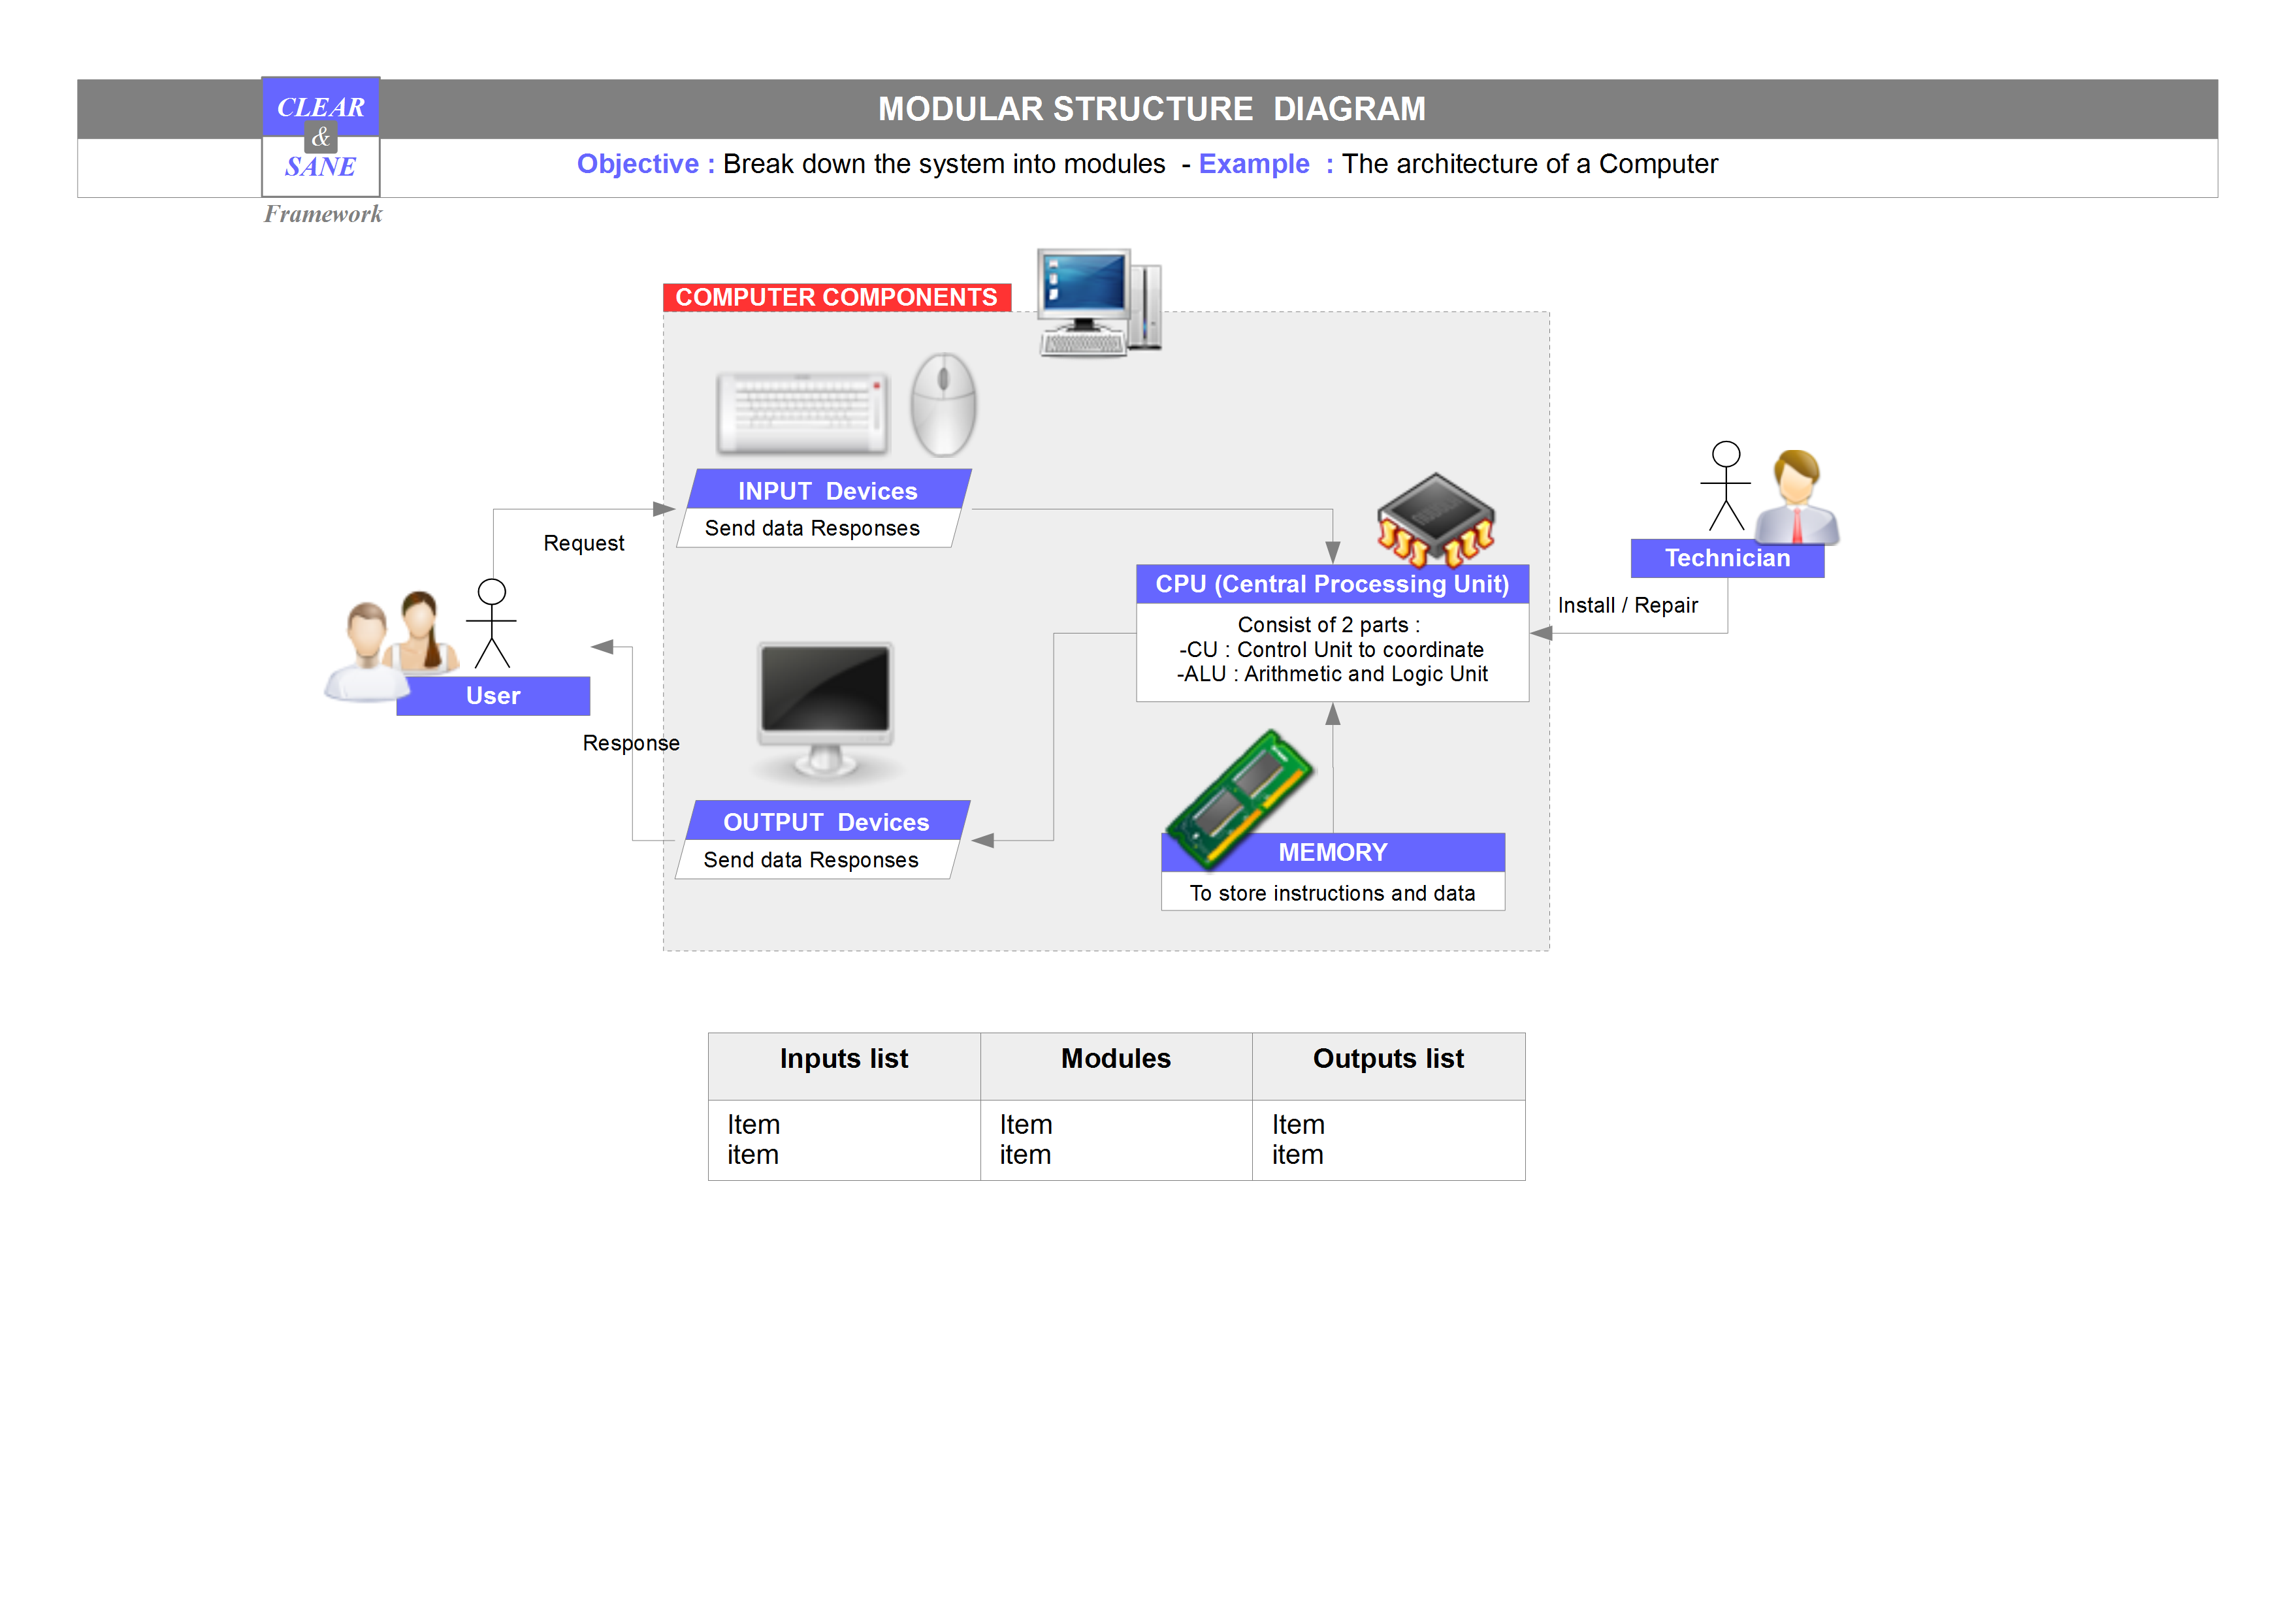 CLEAR
&
SANE
Framework
MODULAR STRUCTURE DIAGRAM
Objective : Break down the system into modules - Example : The architecture of a Computer
COMPUTER COMPONENTS
INPUT Devices
Send data Responses
Request
User
Response
OUTPUT Devices
Send data Responses
CPU (Central Processing Unit)
Consist of 2 parts :
-CU : Control Unit to coordinate
-ALU : Arithmetic and Logic Unit
MEMORY
To store instructions and data
Technician
Install / Repair
Inputs list
Modules
Outputs list
Item
item
Item
item
Item
item